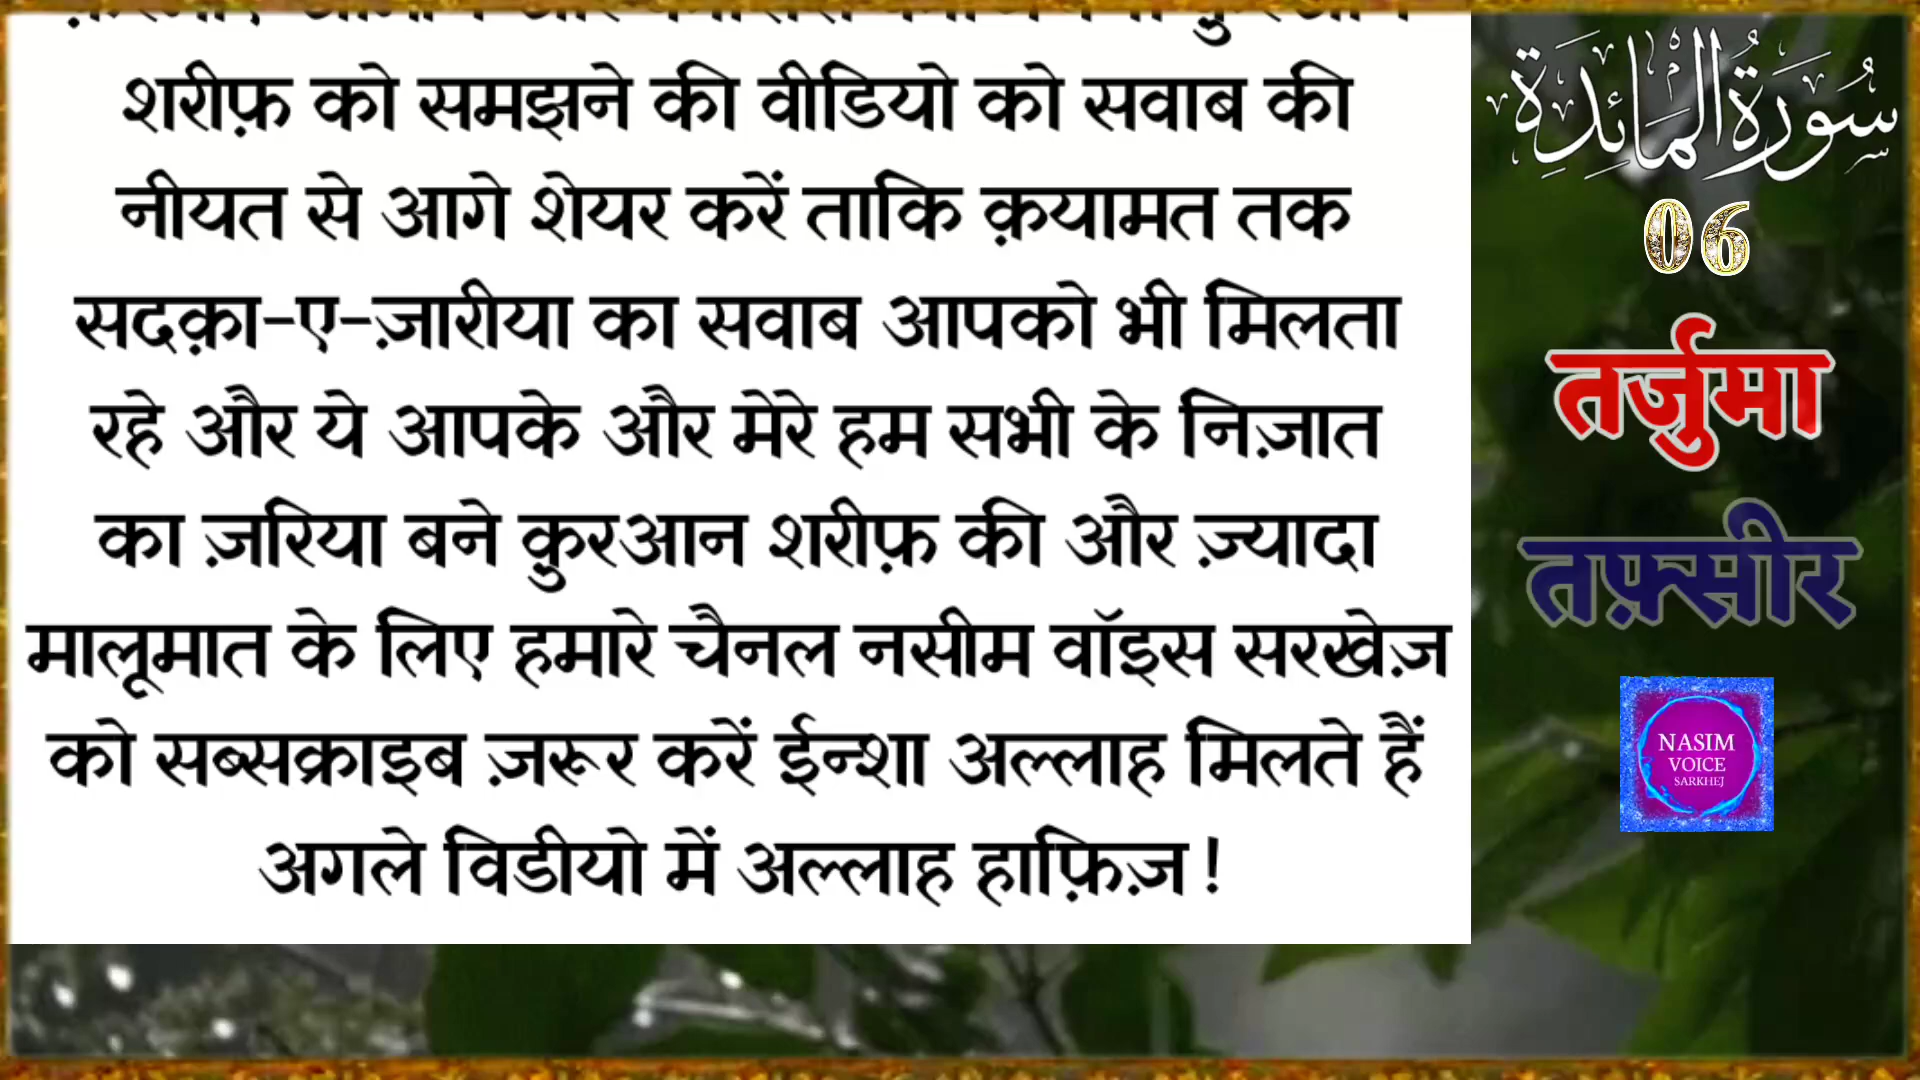 शरीफ़ को समझने की वीडियो को सवाब की
नीयत से आगे शेयर करें ताकि क़यामत तक
सदक़ा-ए-ज़ारीया का सवाब आपको भी मिलता
रहे और ये आपके और मेरे हम सभी के निज़ात
का ज़रिया बने क़ुरआन शरीफ़ की और ज़्यादा
मालूमात के लिए हमारे चैनल नसीम वॉइस सरखेज़
को सब्सक्राइब ज़रूर करें ईन्शा अल्लाह मिलते हैं
अगले विडीयो में अल्लाह हाफ़िज़ !
سُورَةُ الْمَائِدَة
06
तर्जुमा
तफ़्सीर
NASIM
VOICE
SARKHEJ